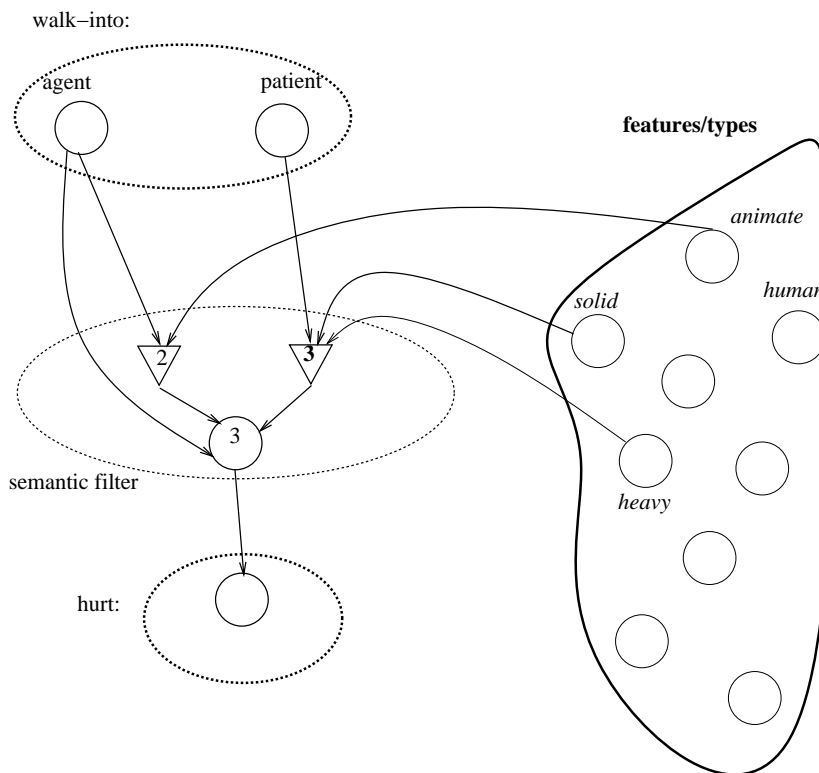 walk−into:
agent
patient
features/types
animate
solid
human
2
3
3
semantic filter
heavy
hurt: